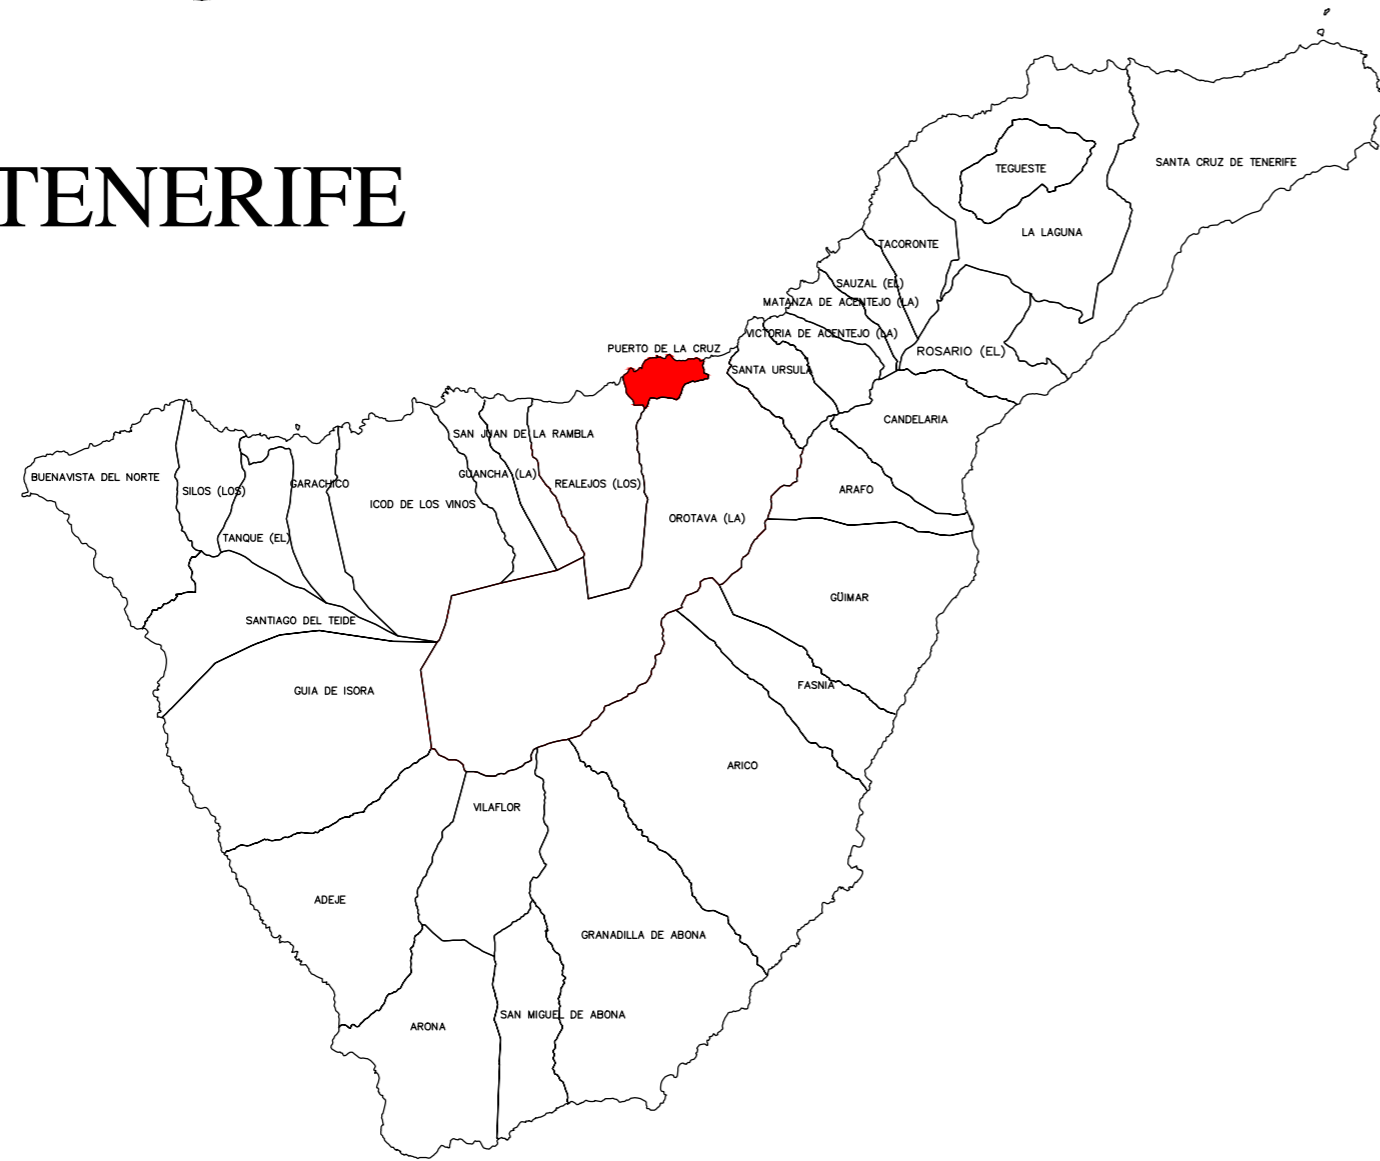 TENERIFE
TEGUESTE
SANTA CRUZ DE TENERIFE
LA LAGUNA
TACORONTE
SAUZAL (EL)
MATANZA DE ACENTEJO (LA)
VICTORIA DE ACENTEJO (LA)
PUERTO DE LA CRUZ
ROSARIO (EL)
SANTA URSULA
CANDELARIA
SAN JUAN DE LA RAMBLA
BUENAVISTA DEL NORTE
GUANCHA (LA)
GARACHICO
REALEJOS (LOS)
SILOS (LOS)
ARAFO
ICOD DE LOS VINOS
OROTAVA (LA)
TANQUE (EL)
GÜIMAR
SANTIAGO DEL TEIDE
FASNIA
GUIA DE ISORA
ARICO
VILAFLOR
ADEJE
GRANADILLA DE ABONA
SAN MIGUEL DE ABONA
ARONA